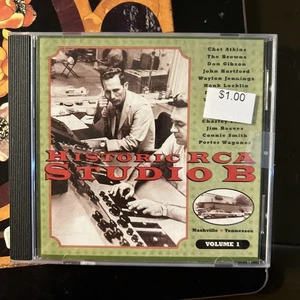 Chet Atkins
The Browns
Don Gibson
John Hartford
Waylon Jennings
Hank Locklin
$1.00
Jim Reeves
Connie Smith
Porter Wagoner
HISTORIC RCA
STUDIO B
Nashville Tennessee
VOLUME 1